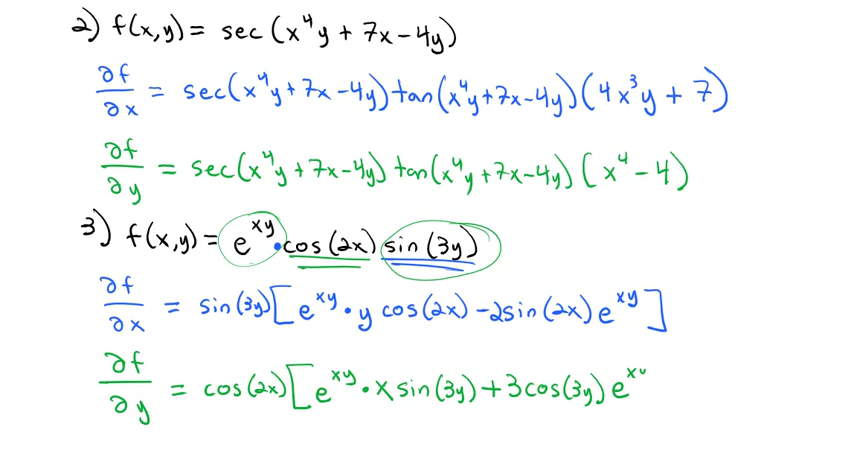 2) f(x,y) = sec(x⁴y + 7x - 4y)
∂f/∂x = sec(x⁴y + 7x - 4y) tan(x⁴y + 7x - 4y)(4x³y + 7)
∂f/∂y = sec(x⁴y + 7x - 4y) tan(x⁴y + 7x - 4y)(x⁴ - 4)
3) f(x,y) = e^xy · cos(2x) sin(3y)
∂f/∂x = sin(3y)[e^xy · y cos(2x) - 2sin(2x) e^xy]
∂f/∂y = cos(2x)[e^xy · x sin(3y) + 3cos(3y) e^x